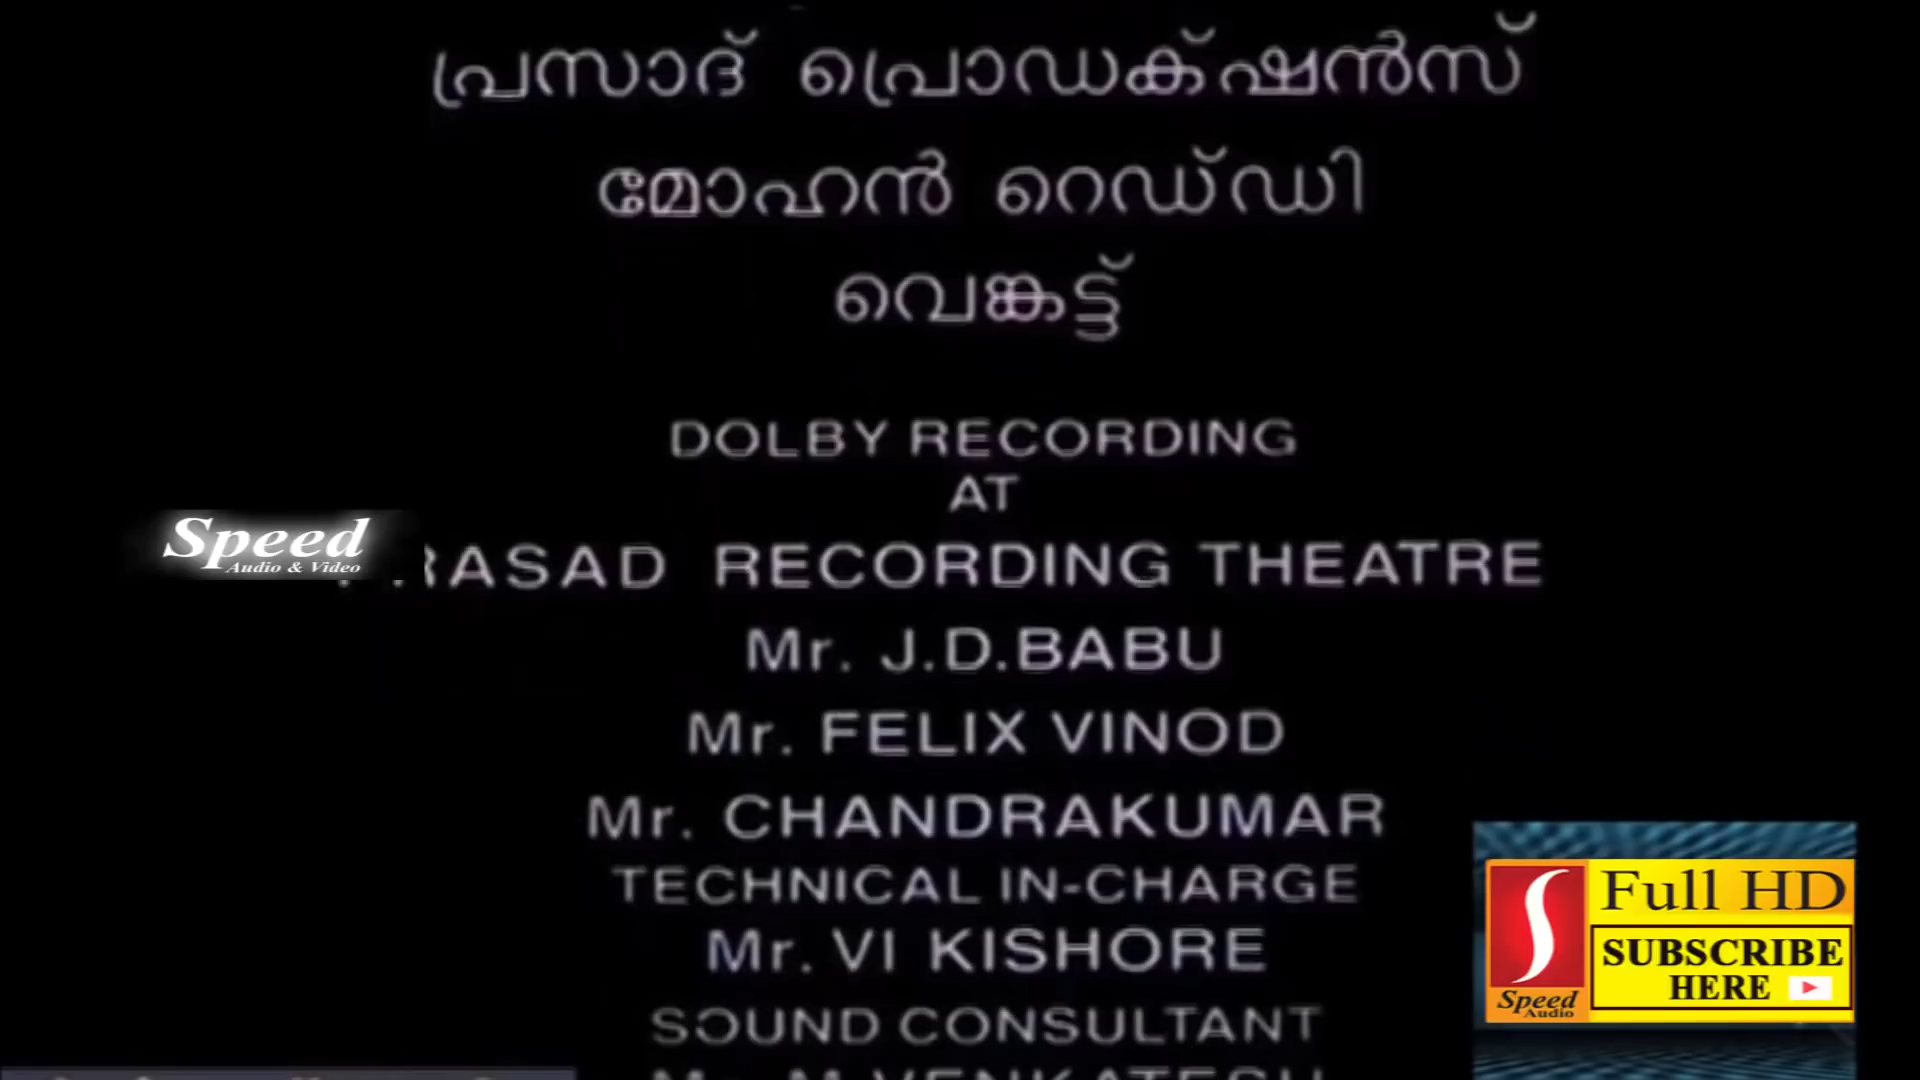 പ്രസാദ് പ്രൊഡക്ഷൻസ്
മോഹൻ റെഡ്ഡി
വെങ്കട്ട്
DOLBY RECORDING
AT
PRASAD RECORDING THEATRE
Mr. J.D.BABU
Mr. FELIX VINOD
Mr. CHANDRAKUMAR
TECHNICAL IN-CHARGE
Mr. VI KISHORE
SOUND CONSULTANT
Speed
Audio & Video
Full HD
SUBSCRIBE
HERE
Speed
Audio